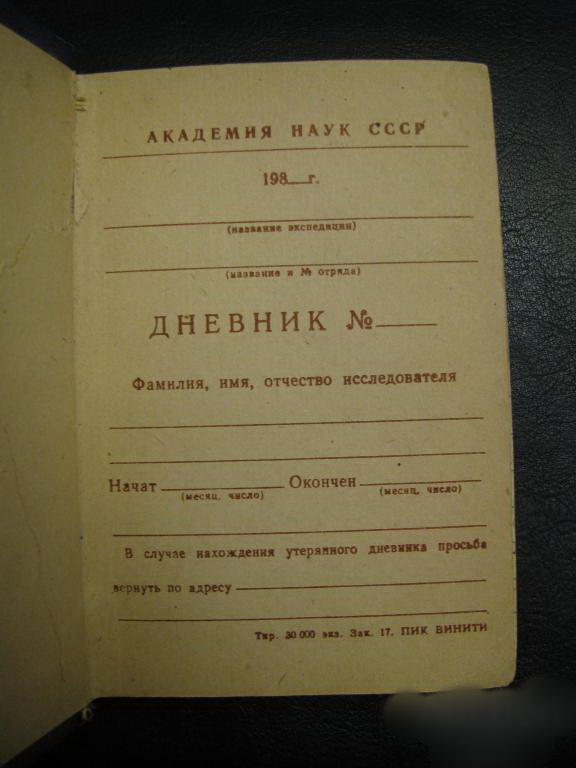 АКАДЕМИЯ НАУК СССР
198__г.
(название экспедиции)
(название и № отряда)
ДНЕВНИК №
Фамилия, имя, отчество исследователя
Начат Окончен
(месяц, число) (месяц, число)
В случае нахождения утерянного дневника просьба
вернуть по адресу
Тир. 30 000 экз. Зак. 17. ПИК ВИНИТИ